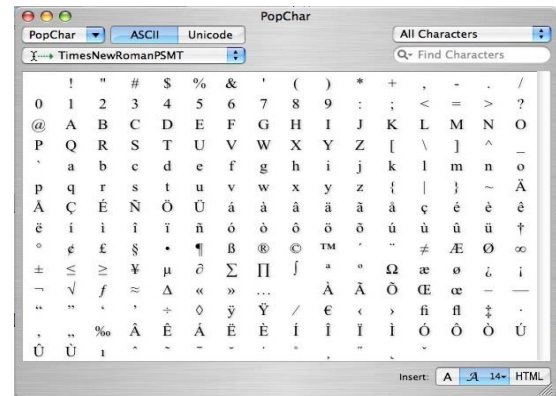 PopChar
PopChar ASCII Unicode All Characters
TimesNewRomanPSMT Find Characters
! " # $ % & ' ( ) * + , - . /
0 1 2 3 4 5 6 7 8 9 : ; < = > ?
@ A B C D E F G H I J K L M N O
P Q R S T U V W X Y Z [ \ ] ^ _
` a b c d e f g h i j k l m n o
p q r s t u v w x y z { | } ~ Ä
Å Ç É Ñ Ö Ü á à â ä ã å ç é è ê
ë í ì î ï ñ ó ò ô ö õ ú ù û ü †
° ¢ £ § • ¶ ß ® © ™ ´ ¨ ≠ Æ Ø ∞
± ≤ ≥ ¥ µ ∂ ∑ ∏ ∫ ª º Ω æ ø ¿ ¡
¬ √ ƒ ≈ ∆ « » … À Ã Õ Œ œ – —
“ ” ‘ ’ ÷ ◊ ÿ Ÿ ⁄ € ‹ › fi fl ‡ ·
‚ „ ‰ Â Ê Á Ë È Í Î Ï Ì Ó Ô Ò Ú
Û Ù ı ˆ ˜ ¯ ˘ ˙ ˚ ¸ ˝ ˛ ˇ
Insert: A A 14 HTML